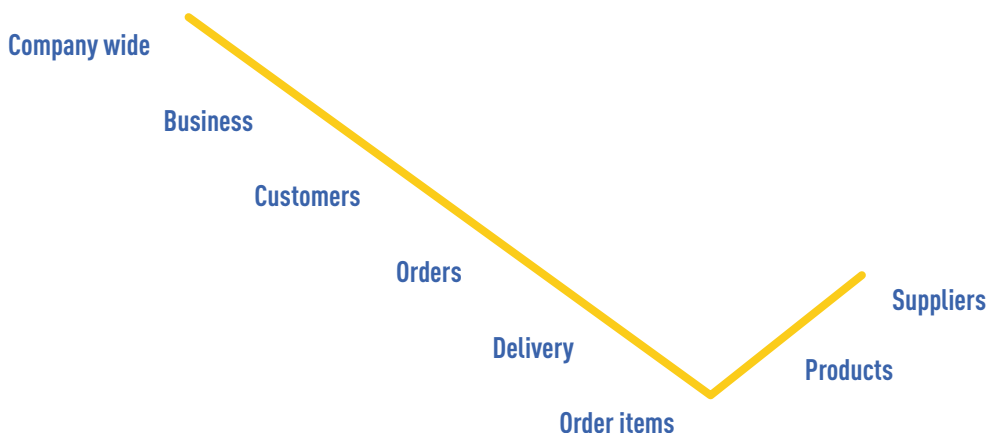 Company wide
Business
Customers
Orders
Delivery
Order items
Products
Suppliers